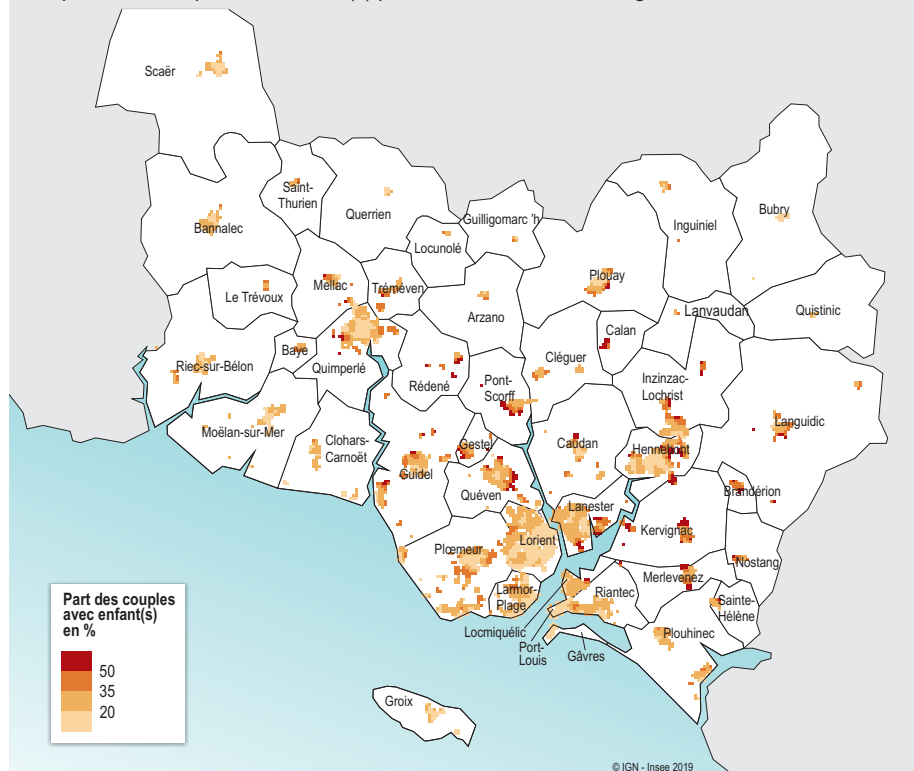 Scaër
Saint-
Thurien
Bannalec
Querrien
Guilligomarc 'h
Locunolé
Inguiniel
Bubry
Le Trévoux
Mellac
Tréméven
Arzano
Plouay
Lanvaudan
Quistinic
Calan
Baye
Riec-sur-Bélon
Quimperlé
Rédené
Pont-
Scorff
Cléguer
Inzinzac-
Lochrist
Moëlan-sur-Mer
Clohars-
Carnoët
Guidel
Gestel
Caudan
Hennebont
Languidic
Quéven
Lanester
Brandérion
Kervignac
Plœmeur
Lorient
Nostang
Merlevenez
Larmor-
Plage
Riantec
Sainte-
Hélène
Locmiquélic
Port-
Louis
Gâvres
Plouhinec
Groix
Part des couples
avec enfant(s)
en %
50
35
20
© IGN - Insee 2019